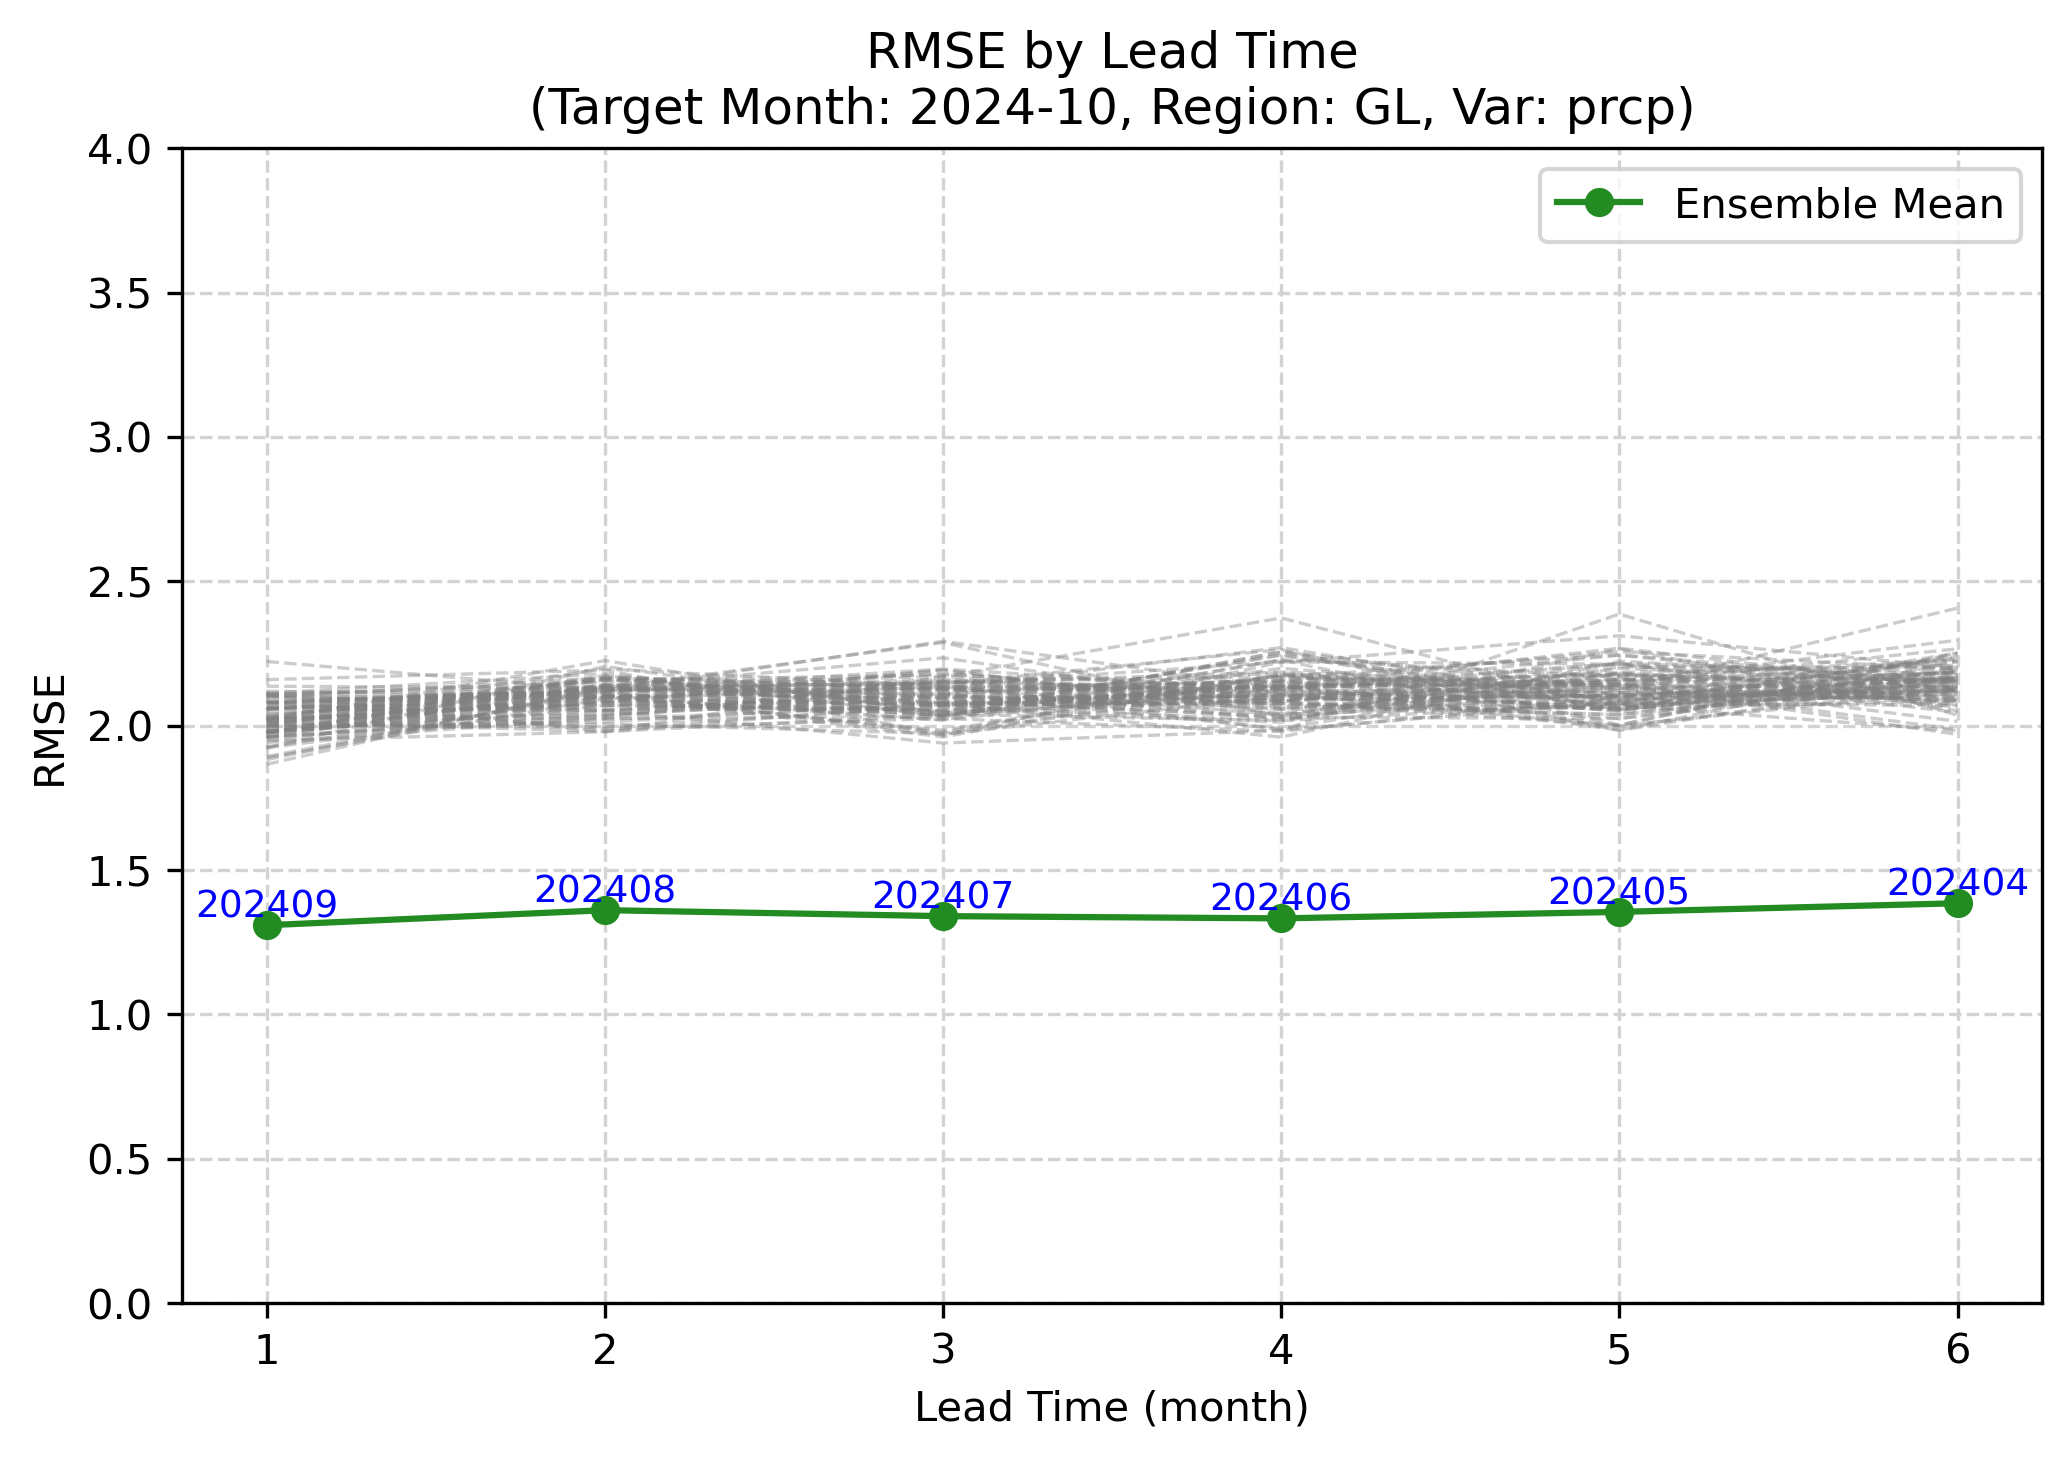 RMSE by Lead Time
(Target Month: 2024-10, Region: GL, Var: prcp)
4.0
3.5
3.0
2.5
2.0
1.5
1.0
0.5
0.0
RMSE
Ensemble Mean
202409
202408
202407
202406
202405
202404
1 2 3 4 5 6
Lead Time (month)